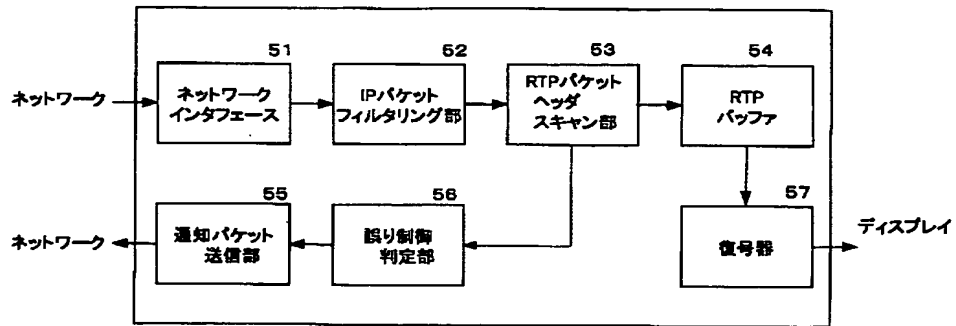 51
52
53
54
ネットワーク
ネットワーク
インタフェース
IPパケット
フィルタリング部
RTPパケット
ヘッダ
スキャン部
RTP
バッファ
55
56
57
ネットワーク
通知パケット
送信部
誤り制御
判定部
復号器
ディスプレイ